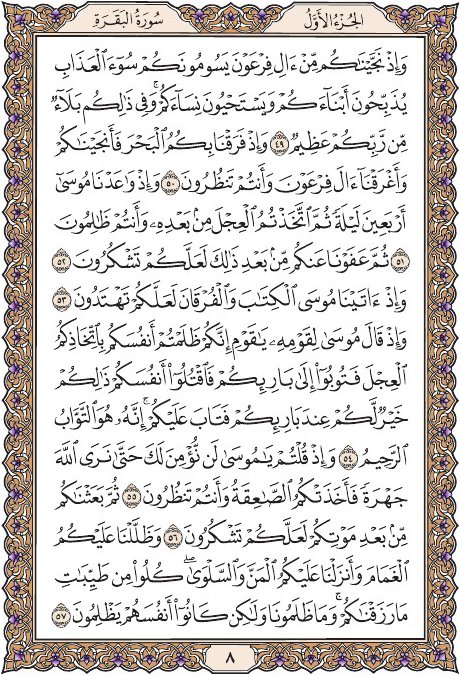 الجُزْءُ الأَوَّلُ
سُورَةُ البَقَرَةِ
وَإِذْ نَجَّيْنَٰكُم مِّنْ ءَالِ فِرْعَوْنَ يَسُومُونَكُمْ سُوٓءَ ٱلْعَذَابِ
يُذَبِّحُونَ أَبْنَآءَكُمْ وَيَسْتَحْيُونَ نِسَآءَكُمْ ۚ وَفِى ذَٰلِكُم بَلَآءٌ
مِّن رَّبِّكُمْ عَظِيمٌ ٤٩ وَإِذْ فَرَقْنَا بِكُمُ ٱلْبَحْرَ فَأَنجَيْنَٰكُمْ
وَأَغْرَقْنَآ ءَالَ فِرْعَوْنَ وَأَنتُمْ تَنظُرُونَ ٥٠ وَإِذْ وَٰعَدْنَا مُوسَىٰٓ
أَرْبَعِينَ لَيْلَةً ثُمَّ ٱتَّخَذْتُمُ ٱلْعِجْلَ مِنۢ بَعْدِهِۦ وَأَنتُمْ ظَٰلِمُونَ
٥١ ثُمَّ عَفَوْنَا عَنكُم مِّنۢ بَعْدِ ذَٰلِكَ لَعَلَّكُمْ تَشْكُرُونَ ٥٢
وَإِذْ ءَاتَيْنَا مُوسَى ٱلْكِتَٰبَ وَٱلْفُرْقَانَ لَعَلَّكُمْ تَهْتَدُونَ ٥٣
وَإِذْ قَالَ مُوسَىٰ لِقَوْمِهِۦ يَٰقَوْمِ إِنَّكُمْ ظَلَمْتُمْ أَنفُسَكُم بِٱتِّخَاذِكُمُ
ٱلْعِجْلَ فَتُوبُوٓا۟ إِلَىٰ بَارِئِكُمْ فَٱقْتُلُوٓا۟ أَنفُسَكُمْ ذَٰلِكُمْ
خَيْرٌ لَّكُمْ عِندَ بَارِئِكُمْ فَتَابَ عَلَيْكُمْ ۚ إِنَّهُۥ هُوَ ٱلتَّوَّابُ
ٱلرَّحِيمُ ٥٤ وَإِذْ قُلْتُمْ يَٰمُوسَىٰ لَن نُّؤْمِنَ لَكَ حَتَّىٰ نَرَى ٱللَّهَ
جَهْرَةً فَأَخَذَتْكُمُ ٱلصَّٰعِقَةُ وَأَنتُمْ تَنظُرُونَ ٥٥ ثُمَّ بَعَثْنَٰكُم
مِّنۢ بَعْدِ مَوْتِكُمْ لَعَلَّكُمْ تَشْكُرُونَ ٥٦ وَظَلَّلْنَا عَلَيْكُمُ
ٱلْغَمَامَ وَأَنزَلْنَا عَلَيْكُمُ ٱلْمَنَّ وَٱلسَّلْوَىٰ ۖ كُلُوا۟ مِن طَيِّبَٰتِ
مَا رَزَقْنَٰكُمْ ۖ وَمَا ظَلَمُونَا وَلَٰكِن كَانُوٓا۟ أَنفُسَهُمْ يَظْلِمُونَ ٥٧
٨